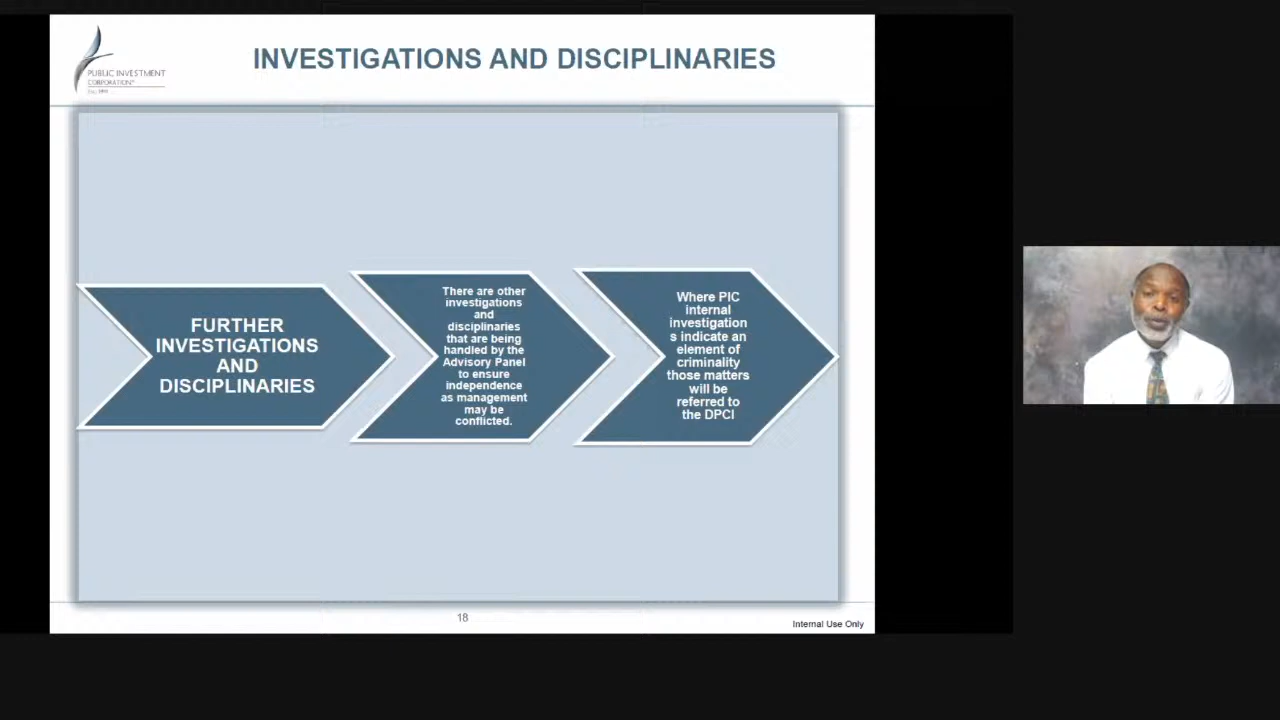 PUBLIC INVESTMENT
CORPORATION
INVESTIGATIONS AND DISCIPLINARIES
FURTHER
INVESTIGATIONS
AND
DISCIPLINARIES
There are other
investigations
and
disciplinaries
that are being
handled by the
Advisory Panel
to ensure
independence
as management
may be
conflicted.
Where PIC
internal
investigation
s indicate an
element of
criminality
those matters
will be
referred to
the DPCI
18
Internal Use Only